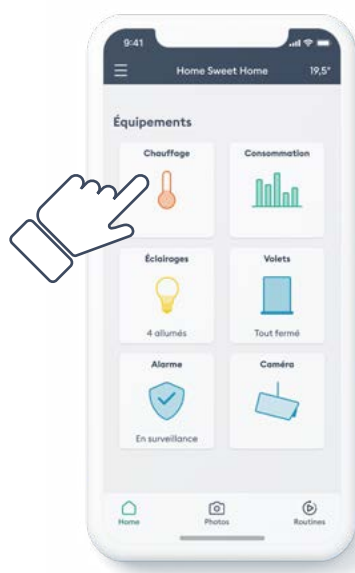 9:41
Home Sweet Home 19,5°
Équipements
Chauffage Consommation
Éclairages Volets
4 allumés Tout fermé
Alarme Caméra
En surveillance
Home Photos Routines